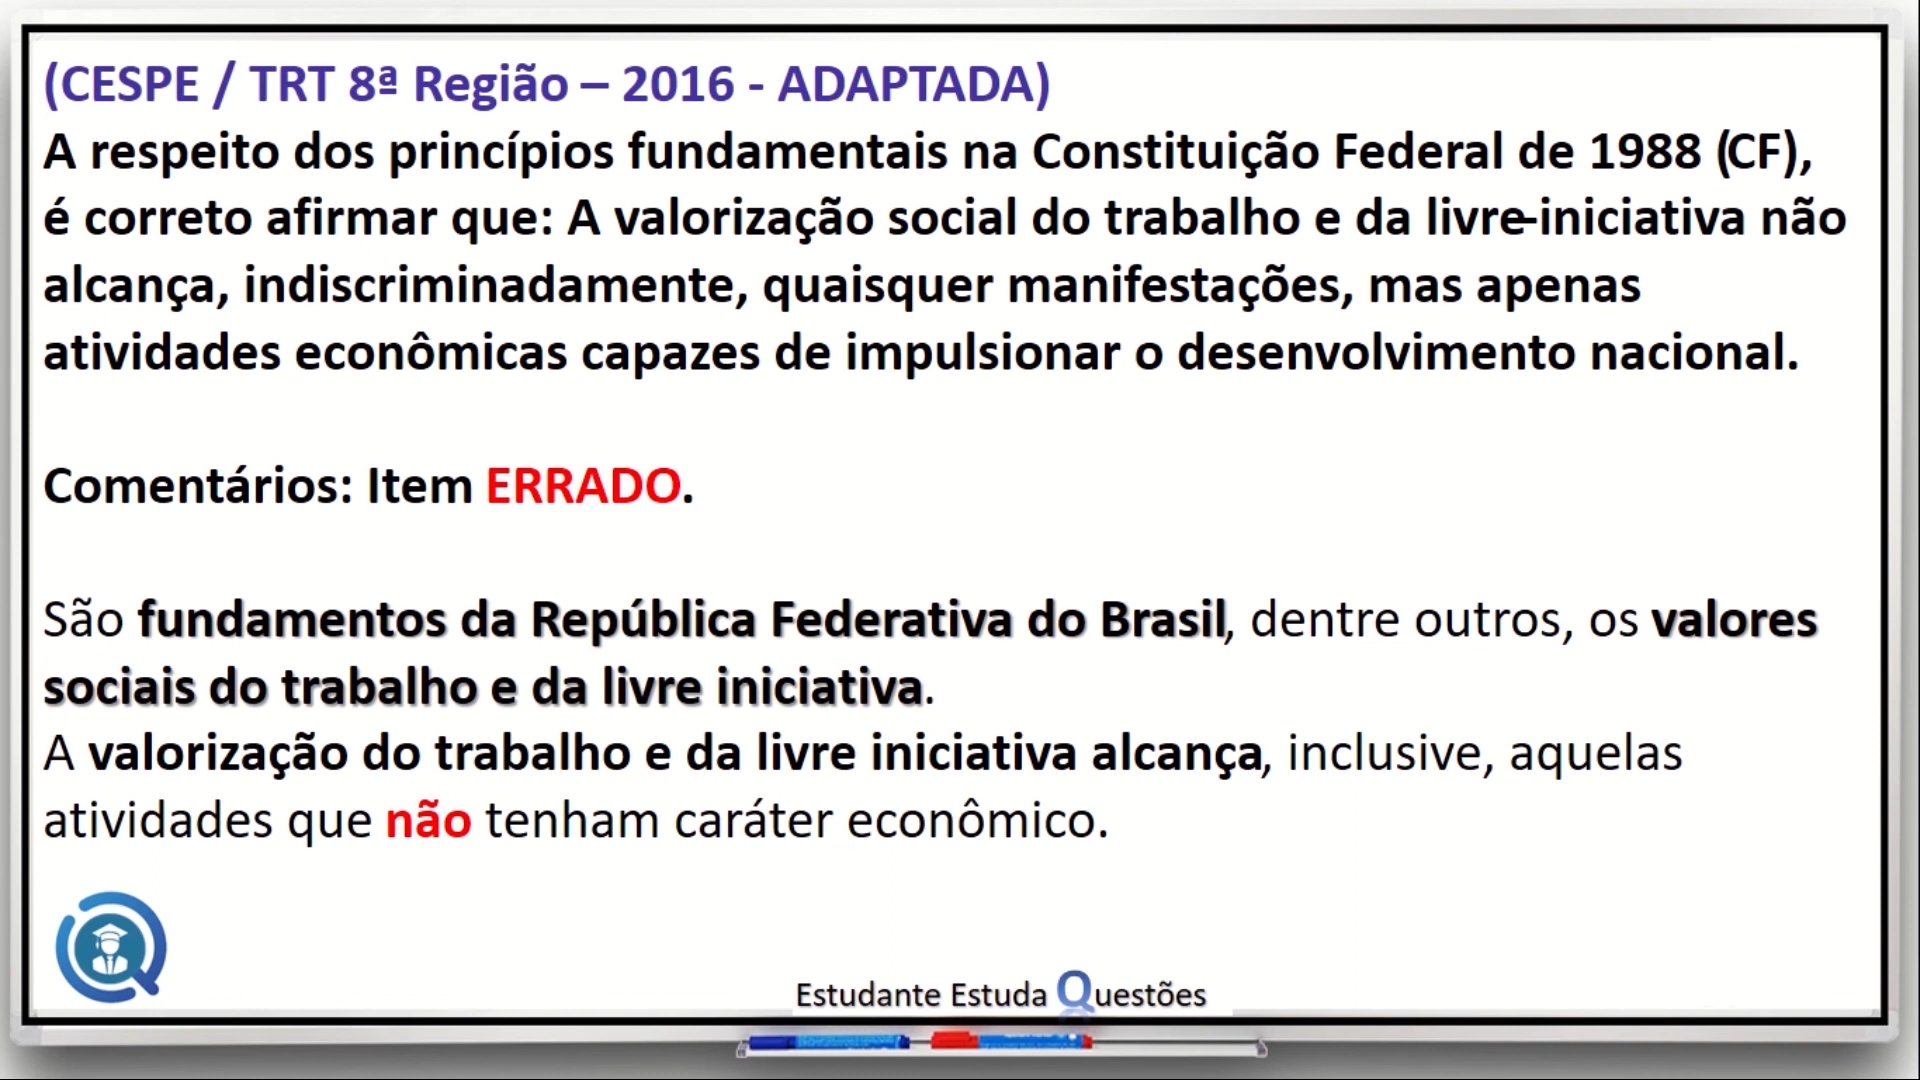 (CESPE / TRT 8ª Região – 2016 - ADAPTADA)
A respeito dos princípios fundamentais na Constituição Federal de 1988 (CF),
é correto afirmar que: A valorização social do trabalho e da livre-iniciativa não
alcança, indiscriminadamente, quaisquer manifestações, mas apenas
atividades econômicas capazes de impulsionar o desenvolvimento nacional.
Comentários: Item ERRADO.
São fundamentos da República Federativa do Brasil, dentre outros, os valores
sociais do trabalho e da livre iniciativa.
A valorização do trabalho e da livre iniciativa alcança, inclusive, aquelas
atividades que não tenham caráter econômico.
Estudante Estuda Questões